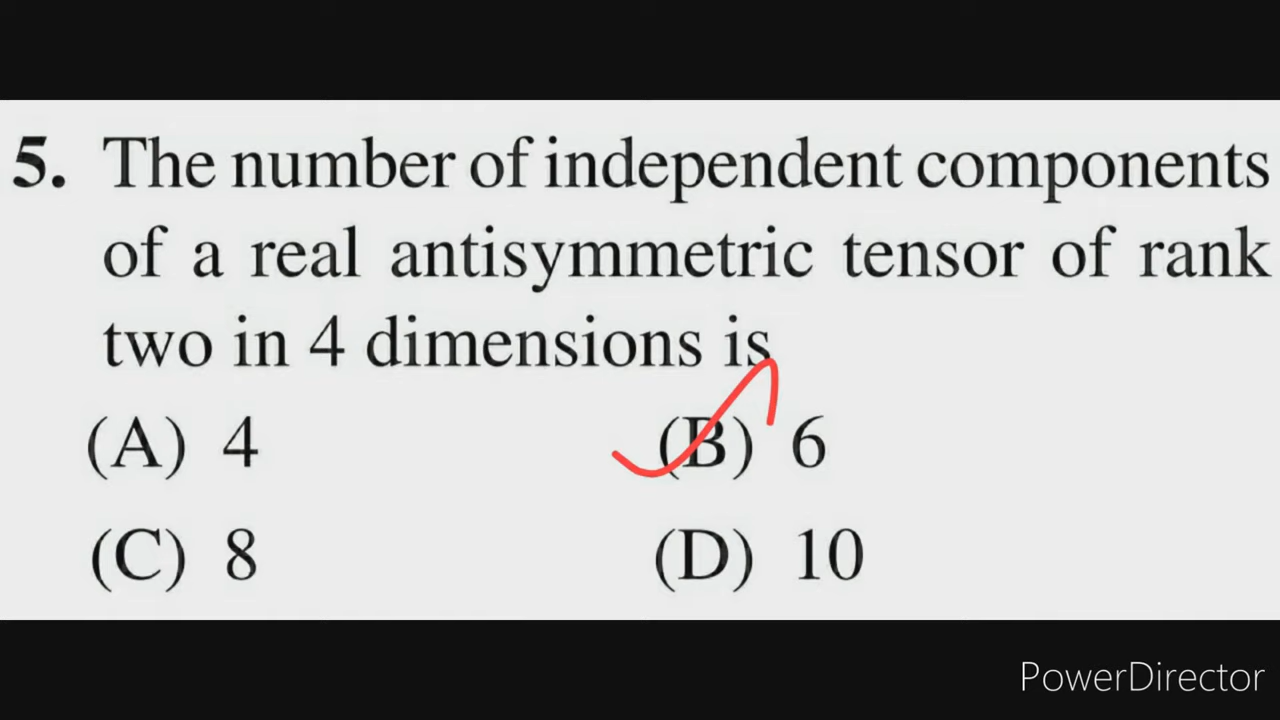 5. The number of independent components
of a real antisymmetric tensor of rank
two in 4 dimensions is
(A) 4 (B) 6
(C) 8 (D) 10
PowerDirector